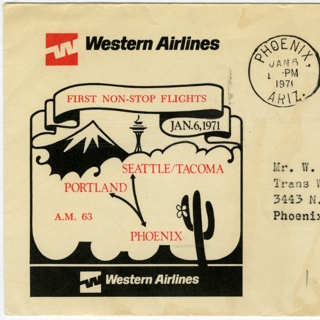 Western Airlines
PHOENIX,
JAN 6
1 PM
1971
ARIZ.
FIRST NON-STOP FLIGHTS
JAN.6,1971
SEATTLE/TACOMA
PORTLAND
A.M. 63
PHOENIX
Mr. W.
Trans W
3443 N.
Phoenix
Western Airlines